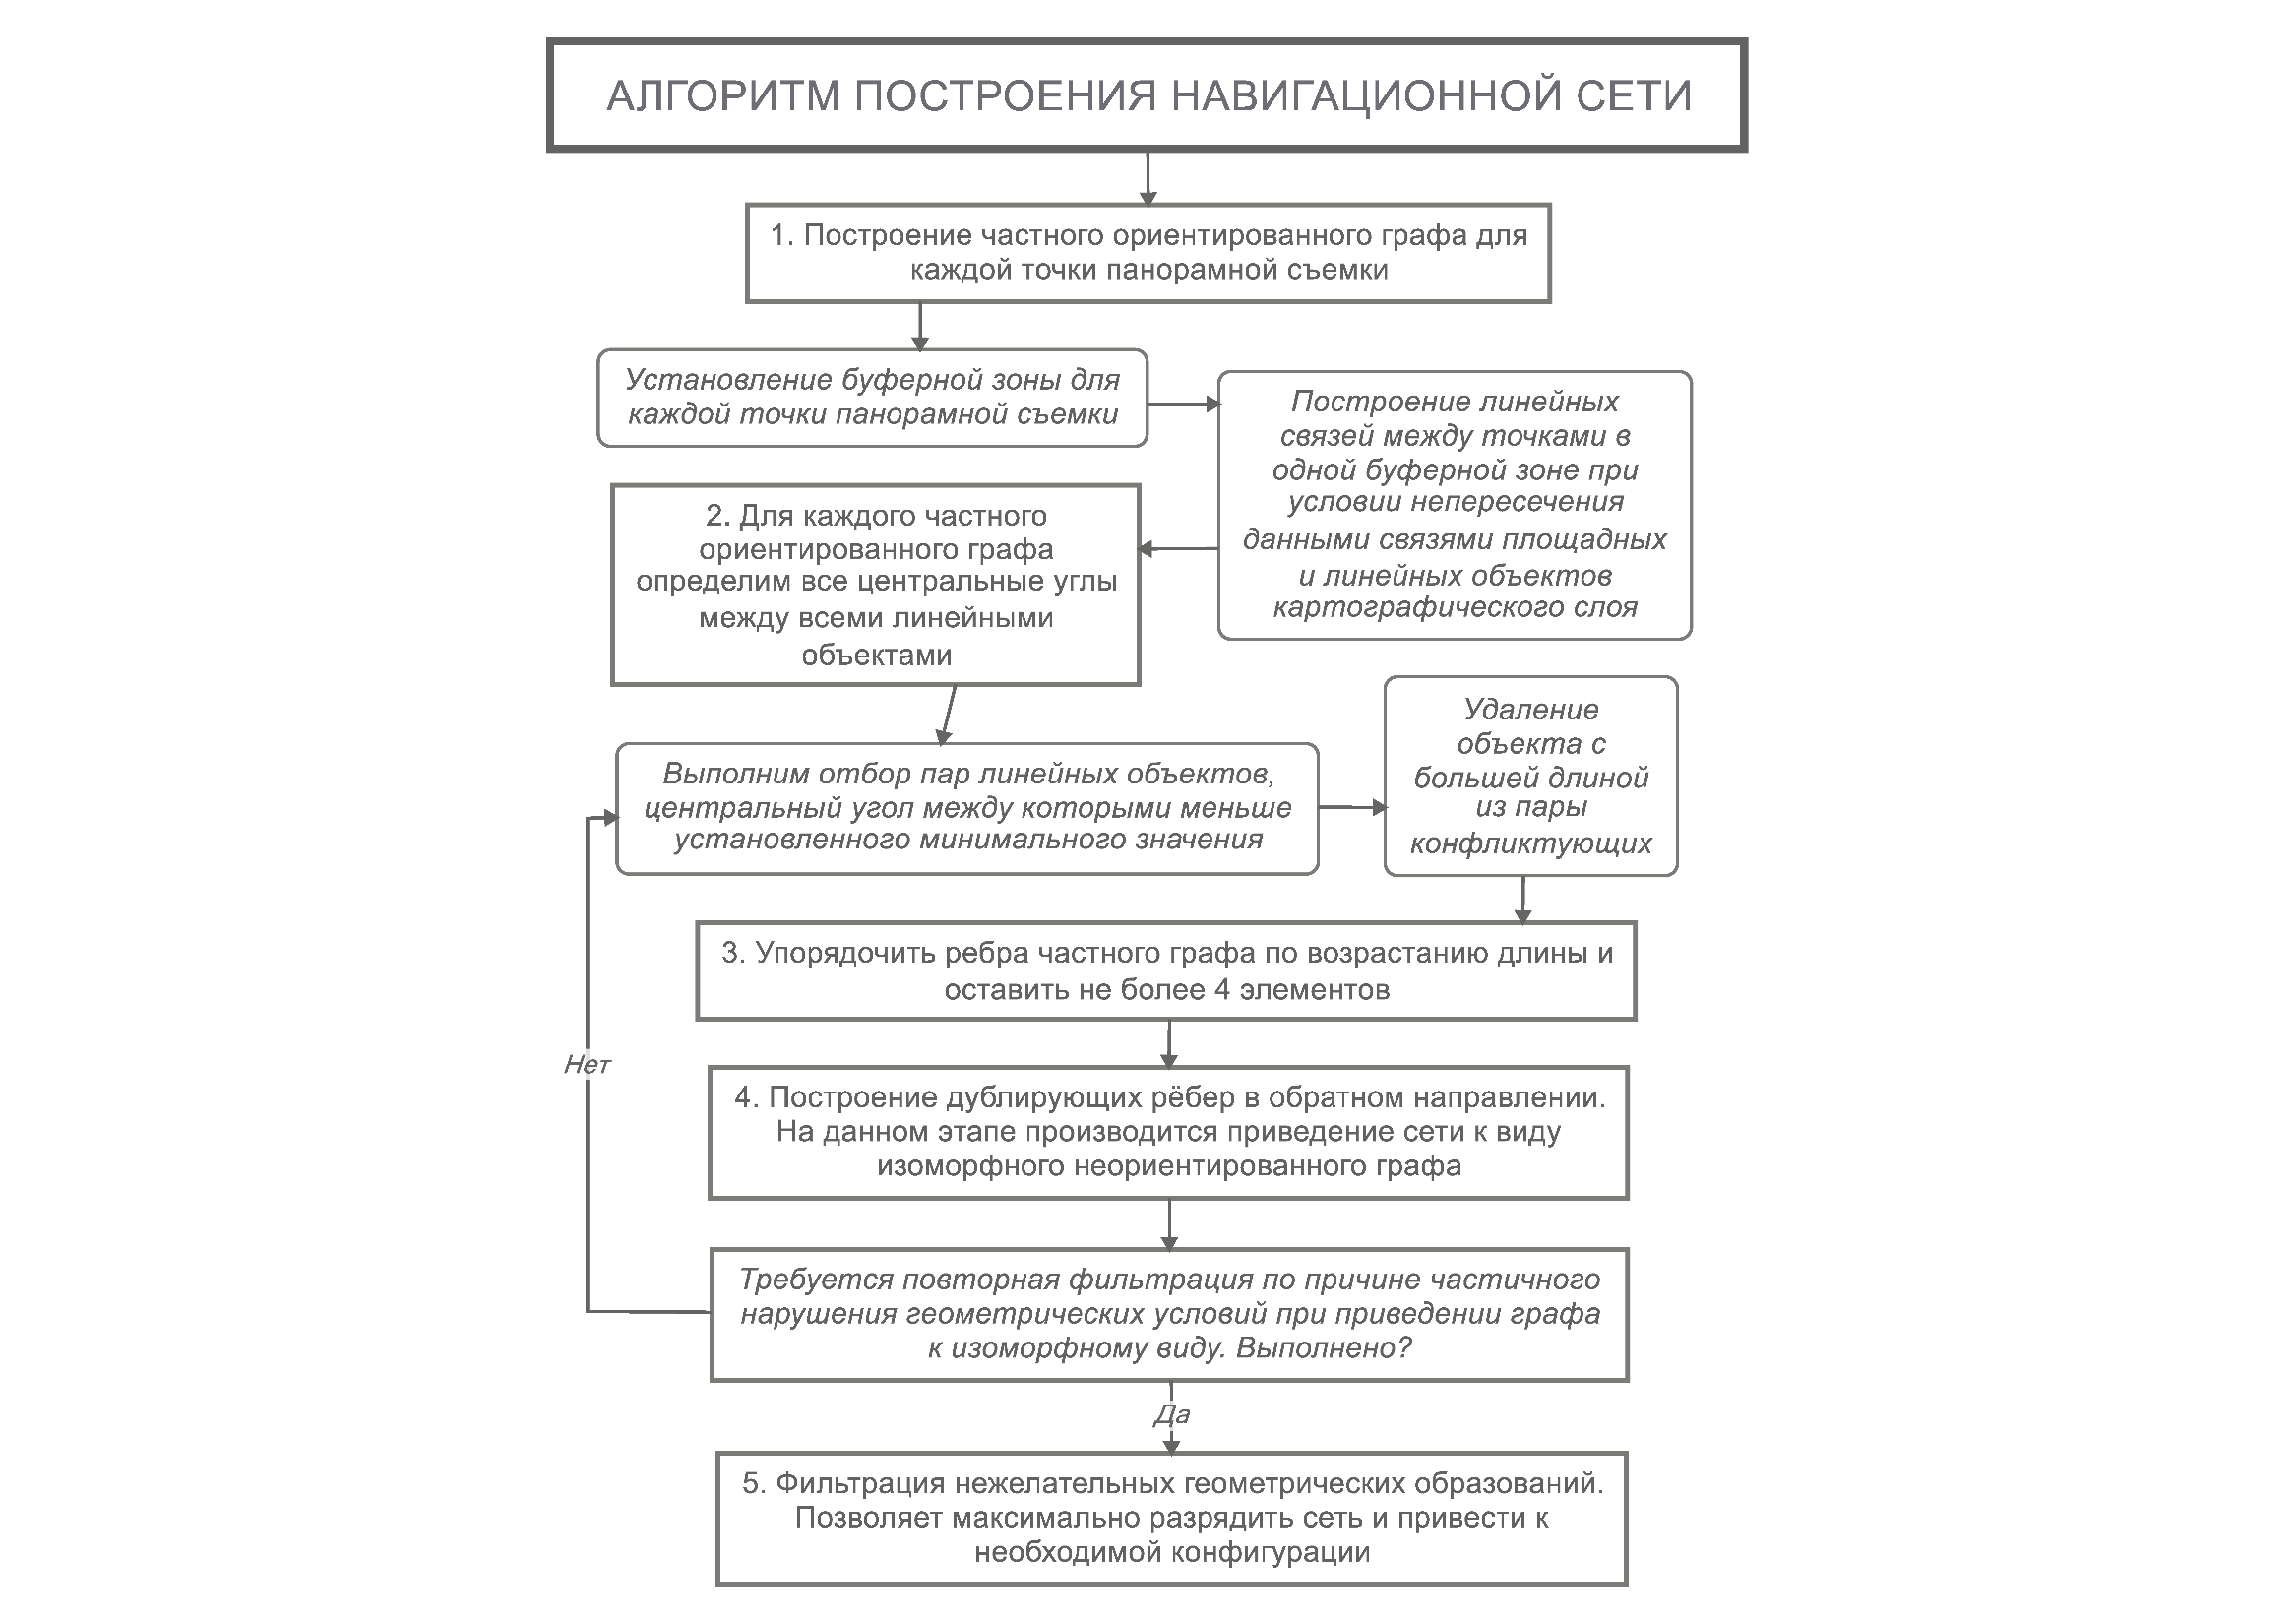 АЛГОРИТМ ПОСТРОЕНИЯ НАВИГАЦИОННОЙ СЕТИ
1. Построение частного ориентированного графа для
каждой точки панорамной съемки
Установление буферной зоны для
каждой точки панорамной съемки
Построение линейных
связей между точками в
одной буферной зоне при
условии непересечения
данными связями площадных
и линейных объектов
картографического слоя
2. Для каждого частного
ориентированного графа
определим все центральные углы
между всеми линейными
объектами
Выполним отбор пар линейных объектов,
центральный угол между которыми меньше
установленного минимального значения
Удаление
объекта с
большей длиной
из пары
конфликтующих
3. Упорядочить ребра частного графа по возрастанию длины и
оставить не более 4 элементов
Нет
4. Построение дублирующих рёбер в обратном направлении.
На данном этапе производится приведение сети к виду
изоморфного неориентированного графа
Требуется повторная фильтрация по причине частичного
нарушения геометрических условий при приведении графа
к изоморфному виду. Выполнено?
Да
5. Фильтрация нежелательных геометрических образований.
Позволяет максимально разрядить сеть и привести к
необходимой конфигурации